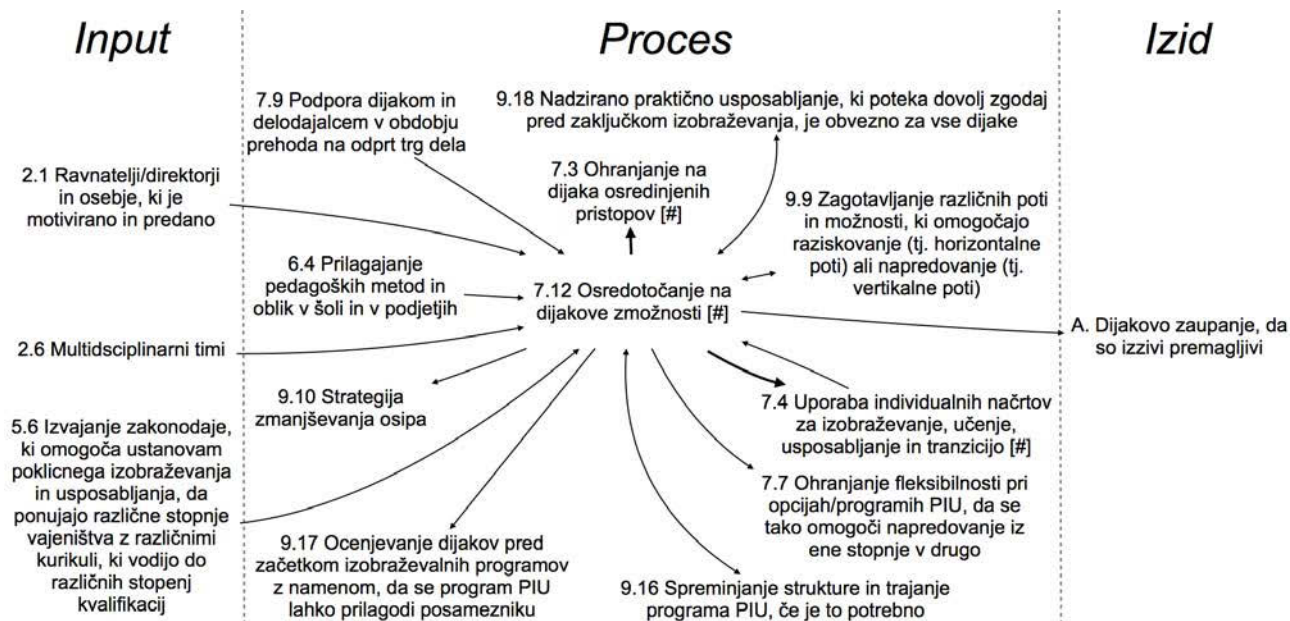 Input
Proces
Izid
2.1 Ravnatelji/direktorji
in osebje, ki je
motivirano in predano
2.6 Multidsciplinarni timi
5.6 Izvajanje zakonodaje,
ki omogoča ustanovam
poklicnega izobraževanja
in usposabljanja, da
ponujajo različne stopnje
vajeništva z različnimi
kurikuli, ki vodijo do
različnih stopenj
kvalifikacij
7.9 Podpora dijakom in
delodajalcem v obdobju
prehoda na odprt trg dela
9.18 Nadzirano praktično usposabljanje, ki poteka dovolj zgodaj
pred zaključkom izobraževanja, je obvezno za vse dijake
7.3 Ohranjanje na
dijaka osredinjenih
pristopov [#]
9.9 Zagotavljanje različnih poti
in možnosti, ki omogočajo
raziskovanje (tj. horizontalne
poti) ali napredovanje (tj.
vertikalne poti)
6.4 Prilagajanje
pedagoških metod in
oblik v šoli in v podjetjih
7.12 Osredotočanje na
dijakove zmožnosti [#]
9.10 Strategija
zmanjševanja osipa
7.4 Uporaba individualnih načrtov
za izobraževanje, učenje,
usposabljanje in tranzicijo [#]
7.7 Ohranjanje fleksibilnosti pri
opcijah/programih PIU, da se
tako omogoči napredovanje iz
ene stopnje v drugo
9.17 Ocenjevanje dijakov pred
začetkom izobraževalnih programov
z namenom, da se program PIU
lahko prilagodi posamezniku
9.16 Spreminjanje strukture in trajanje
programa PIU, če je to potrebno
A. Dijakovo zaupanje, da
so izzivi premagljivi